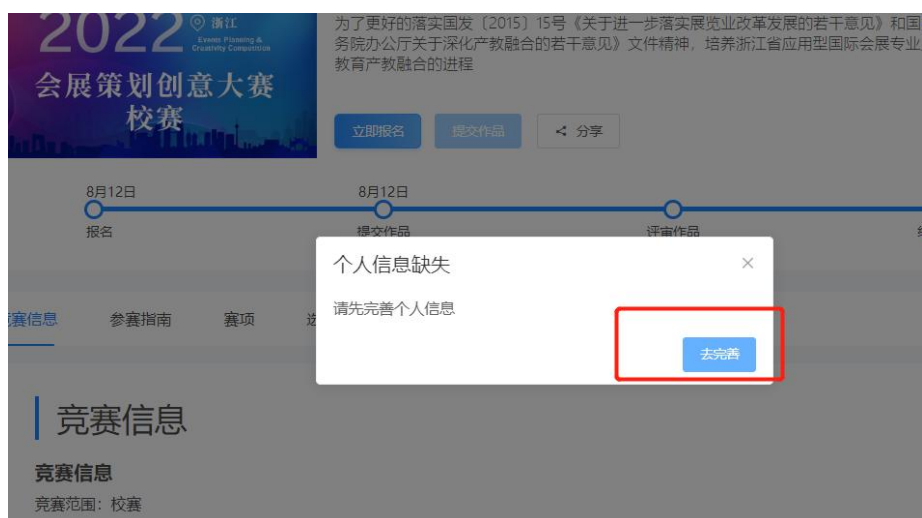 2022
浙江
Events Planning &
Creativity Competition
会展策划创意大赛
校赛
为了更好的落实国发〔2015〕15号《关于进一步落实展览业改革发展的若干意见》和国
务院办公厅关于深化产教融合的若干意见》文件精神，培养浙江省应用型国际会展专业
教育产教融合的进程
立即报名
提交作品
分享
8月12日
8月12日
报名
提交作品
评审作品
个人信息缺失
请先完善个人信息
去完善
赛信息
参赛指南
赛项
竞赛信息
竞赛信息
竞赛范围：校赛